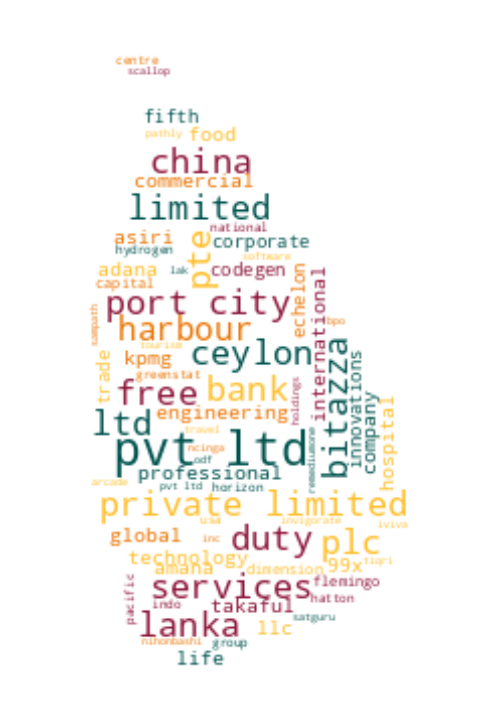 centre
scallop
fifth
pathly food
china
commercial
limited
national
asiri corporate
hydrogen
software
pte
adana lak codegen
capital
echelon
international
port city
sampath
bpo
harbour
tourism
ceylon
kpmg
greenstat
trade
bitazza
innovations
free bank
holdings
engineering
company
hospital
ltd
travel
pvt ltd
ncinga
odf
remediumone
professional
arcade
pvt ltd horizon
private limited
usa invigorate
iviva
global inc duty plc
technology
amana dimension 99x tiqri
pacific
services flemingo
indo takaful hatton
satguru
lanka llc
nihonbashi group
life